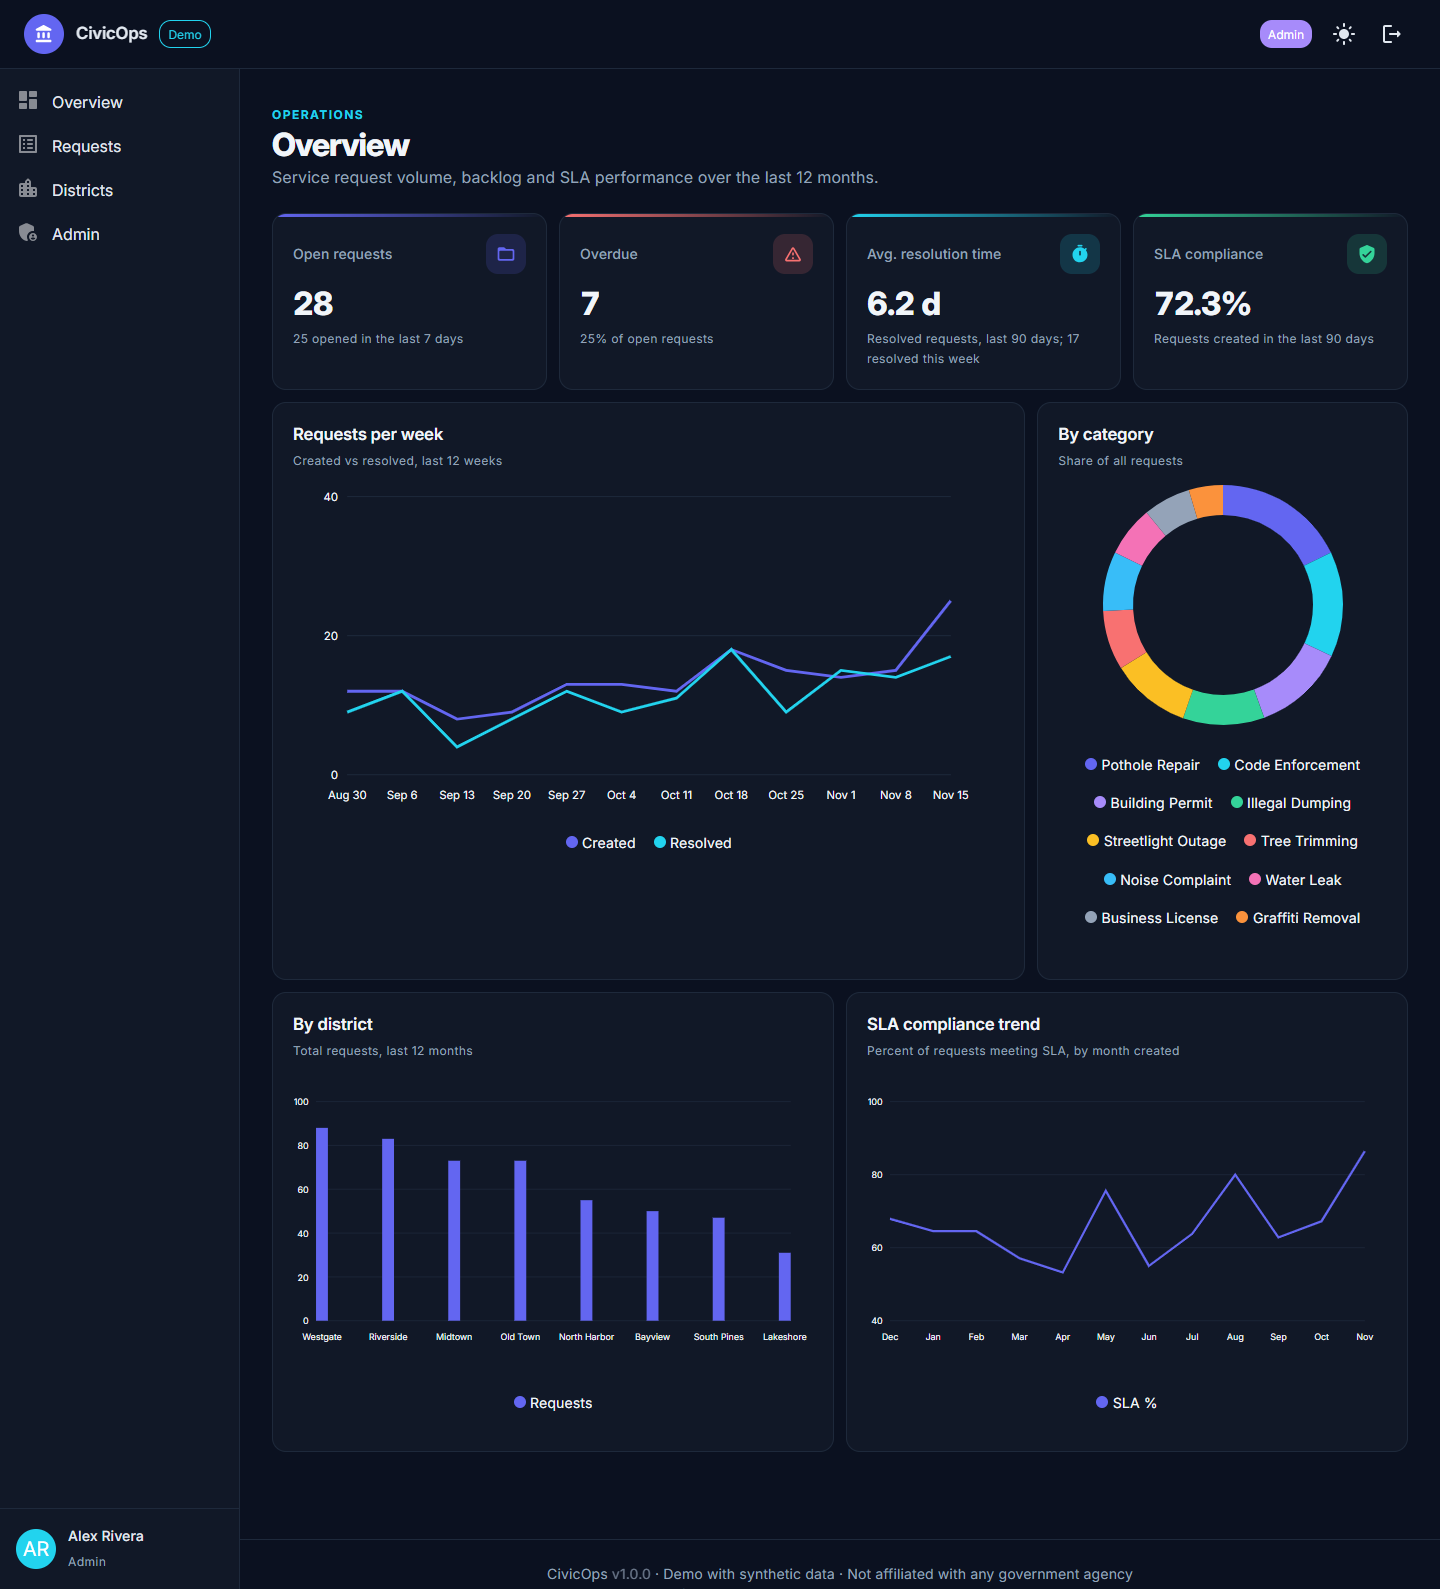 CivicOps
Demo
Admin
Overview
Requests
Districts
Admin
OPERATIONS
Overview
Service request volume, backlog and SLA performance over the last 12 months.
Open requests
28
25 opened in the last 7 days
Overdue
7
25% of open requests
Avg. resolution time
6.2 d
Resolved requests, last 90 days; 17
resolved this week
SLA compliance
72.3%
Requests created in the last 90 days
Requests per week
Created vs resolved, last 12 weeks
40
20
0
Aug 30 Sep 6 Sep 13 Sep 20 Sep 27 Oct 4 Oct 11 Oct 18 Oct 25 Nov 1 Nov 8 Nov 15
Created Resolved
By category
Share of all requests
Pothole Repair Code Enforcement
Building Permit Illegal Dumping
Streetlight Outage Tree Trimming
Noise Complaint Water Leak
Business License Graffiti Removal
By district
Total requests, last 12 months
100
80
60
40
20
0
Westgate Riverside Midtown Old Town North Harbor Bayview South Pines Lakeshore
Requests
SLA compliance trend
Percent of requests meeting SLA, by month created
100
80
60
40
Dec Jan Feb Mar Apr May Jun Jul Aug Sep Oct Nov
SLA %
AR
Alex Rivera
Admin
CivicOps v1.0.0 · Demo with synthetic data · Not affiliated with any government agency